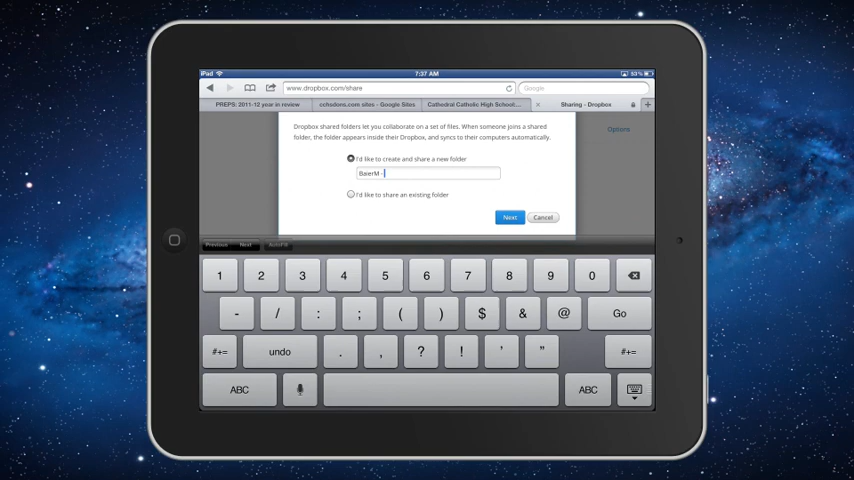 iPad
7:37 AM
53%
www.dropbox.com/share
Google
PREPS: 2011-12 year in review
cchsdons.com sites - Google Sites
Cathedral Catholic High School:...
Sharing - Dropbox
Options
Dropbox shared folders let you collaborate on a set of files. When someone joins a shared
folder, the folder appears inside their Dropbox, and syncs to their computers automatically.
I'd like to create and share a new folder
BaierM -
I'd like to share an existing folder
Next
Cancel
Previous
Next
AutoFill
1 2 3 4 5 6 7 8 9 0
- / : ; ( ) $ & @ Go
#+= undo . , ? ! ' " #+=
ABC
ABC